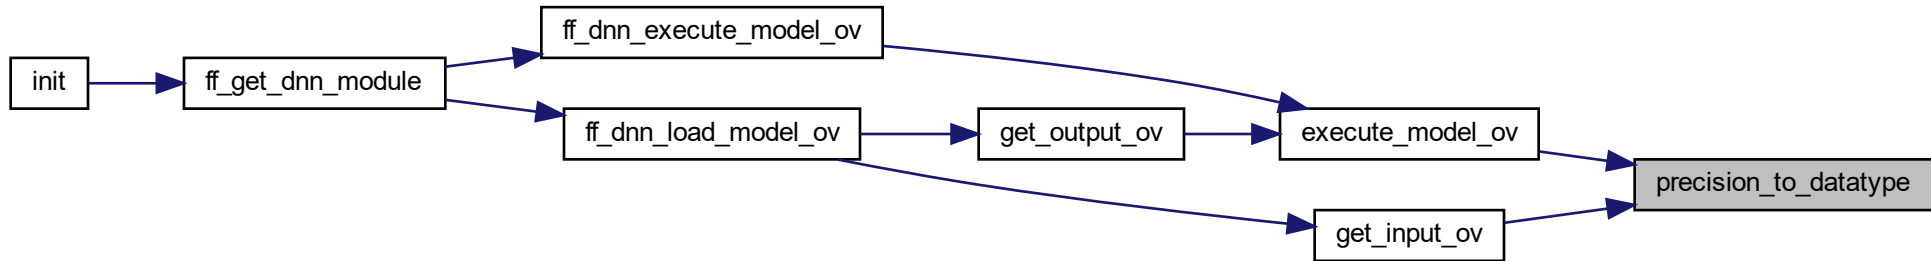 init
ff_get_dnn_module
ff_dnn_execute_model_ov
ff_dnn_load_model_ov
get_output_ov
execute_model_ov
get_input_ov
precision_to_datatype